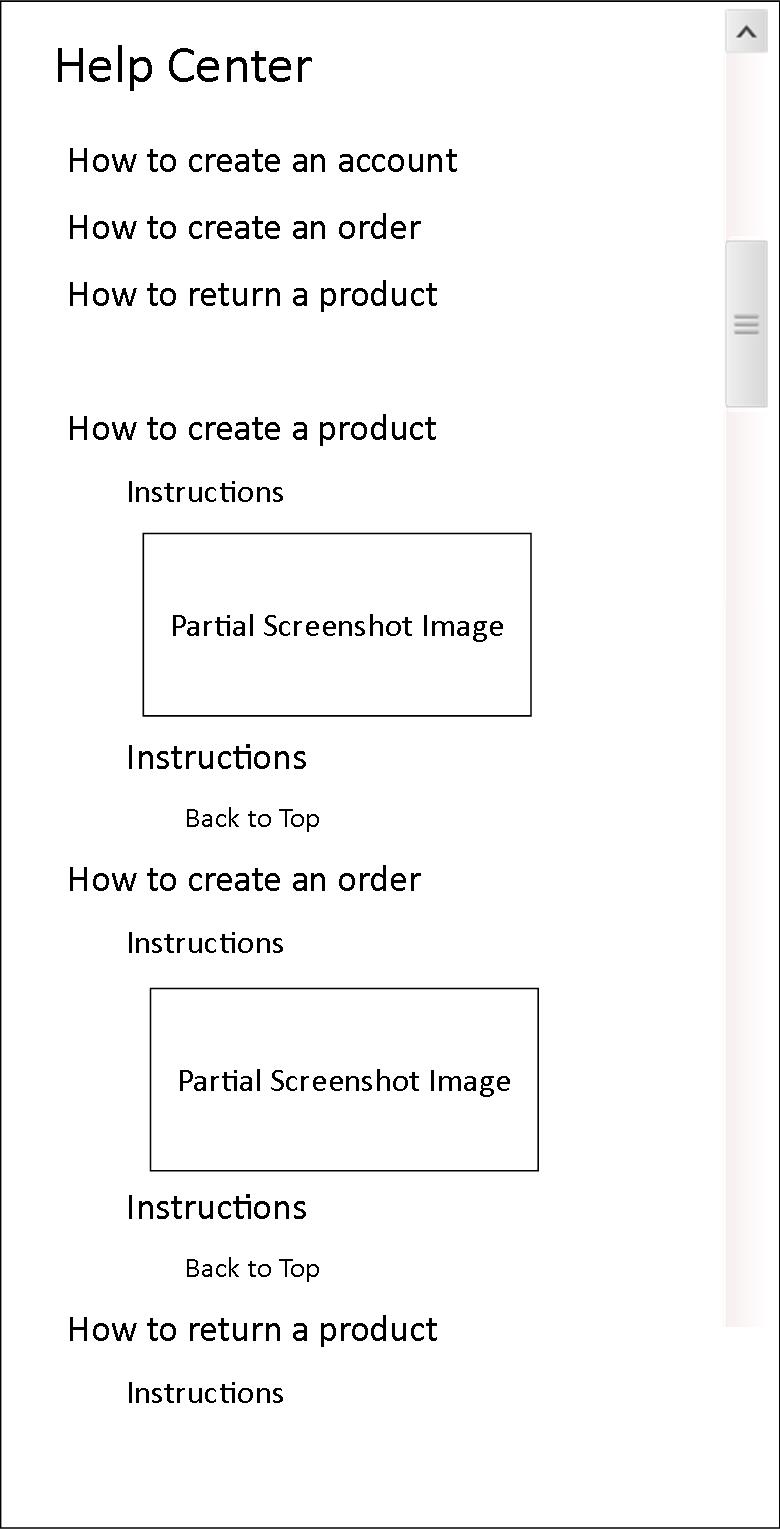 Help Center
How to create an account
How to create an order
How to return a product
How to create a product
Instructions
Partial Screenshot Image
Instructions
Back to Top
How to create an order
Instructions
Partial Screenshot Image
Instructions
Back to Top
How to return a product
Instructions